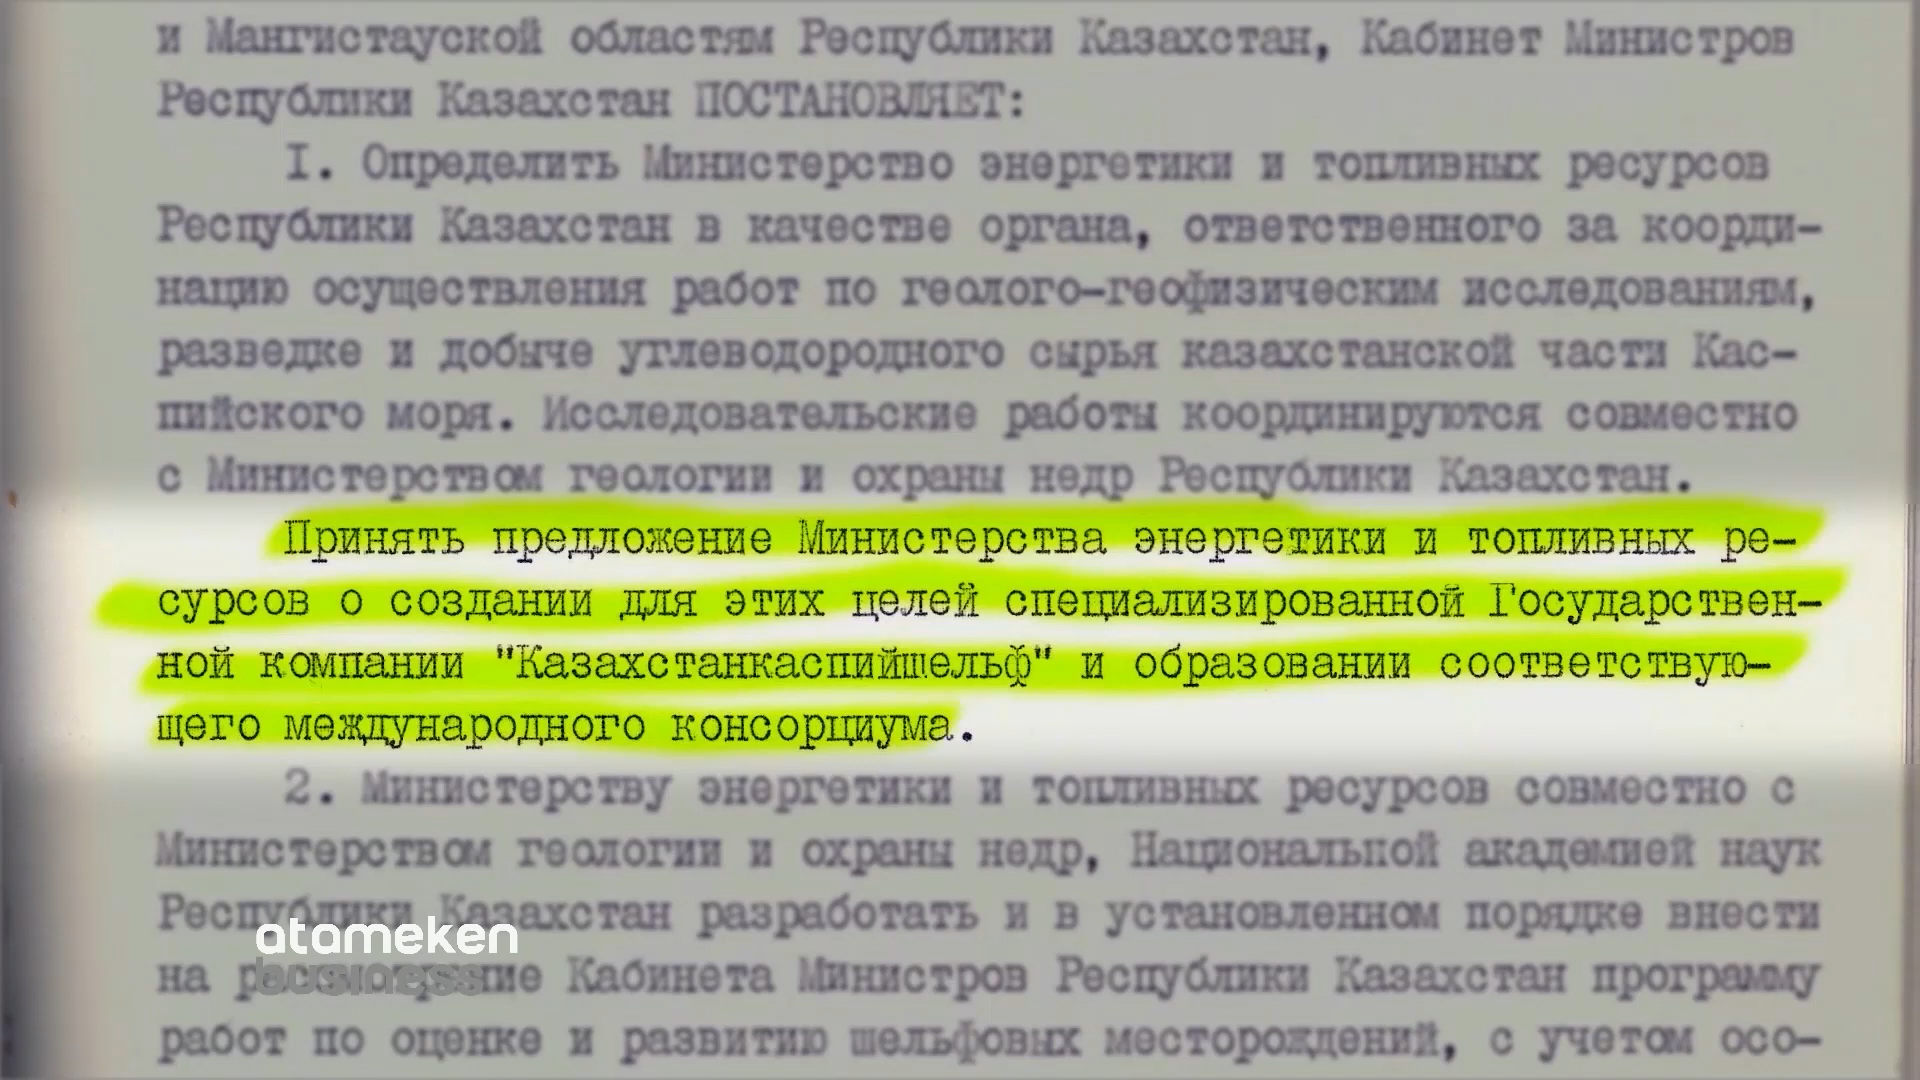 и Мангистауской областям Республики Казахстан, Кабинет Министров
Республики Казахстан ПОСТАНОВЛЯЕТ:
I. Определить Министерство энергетики и топливных ресурсов
Республики Казахстан в качестве органа, ответственного за коорди-
нацию осуществления работ по геолого-геофизическим исследованиям,
разведке и добыче углеводородного сырья казахстанской части Кас-
пийского моря. Исследовательские работы координируются совместно
с Министерством геологии и охраны недр Республики Казахстан.
Принять предложение Министерства энергетики и топливных ре-
сурсов о создании для этих целей специализированной Государствен-
ной компании "Казахстанкаспийшельф" и образовании соответствую-
щего международного консорциума.
2. Министерству энергетики и топливных ресурсов совместно с
Министерством геологии и охраны недр, Национальной академией наук
Республики Казахстан разработать и в установленном порядке внести
на рассмотрение Кабинета Министров Республики Казахстан программу
работ по оценке и развитию шельфовых месторождений, с учетом осо-
atameken
business